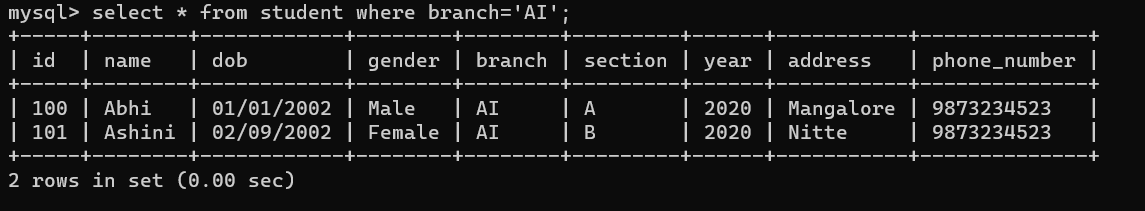 mysql> select * from student where branch='AI';
+-----+--------+------------+--------+--------+---------+------+-----------+--------------+
| id  | name   | dob        | gender | branch | section | year | address   | phone_number |
+-----+--------+------------+--------+--------+---------+------+-----------+--------------+
| 100 | Abhi   | 01/01/2002 | Male   | AI     | A       | 2020 | Mangalore | 9873234523   |
| 101 | Ashini | 02/09/2002 | Female | AI     | B       | 2020 | Nitte     | 9873234523   |
+-----+--------+------------+--------+--------+---------+------+-----------+--------------+
2 rows in set (0.00 sec)